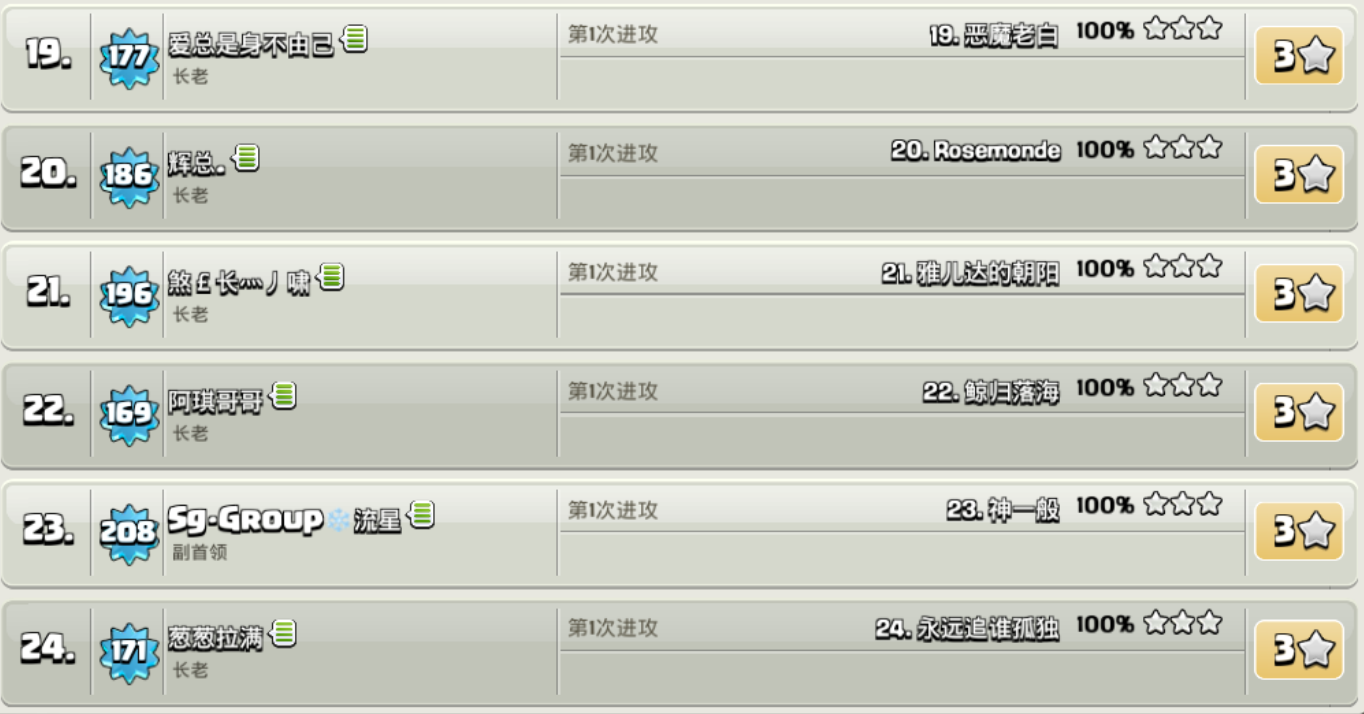 19. 177 爱总是身不由己 第1次进攻 19. 恶魔老白 100% 3
长老
20. 186 辉总。 第1次进攻 20. Rosemonde 100% 3
长老
21. 196 煞£长灬丿啸 第1次进攻 21. 雅儿达的朝阳 100% 3
长老
22. 169 阿琪哥哥 第1次进攻 22. 鲸归落海 100% 3
长老
23. 208 Sg-Group❄流星 第1次进攻 23. 神一般 100% 3
副首领
24. 171 葱葱拉满 第1次进攻 24. 永远追谁孤独 100% 3
长老